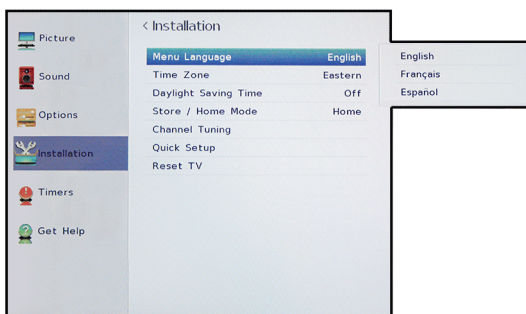 Picture
Sound
Options
Installation
Timers
Get Help
< Installation
Menu Language English
Time Zone Eastern
Daylight Saving Time Off
Store / Home Mode Home
Channel Tuning
Quick Setup
Reset TV
English
Français
Español